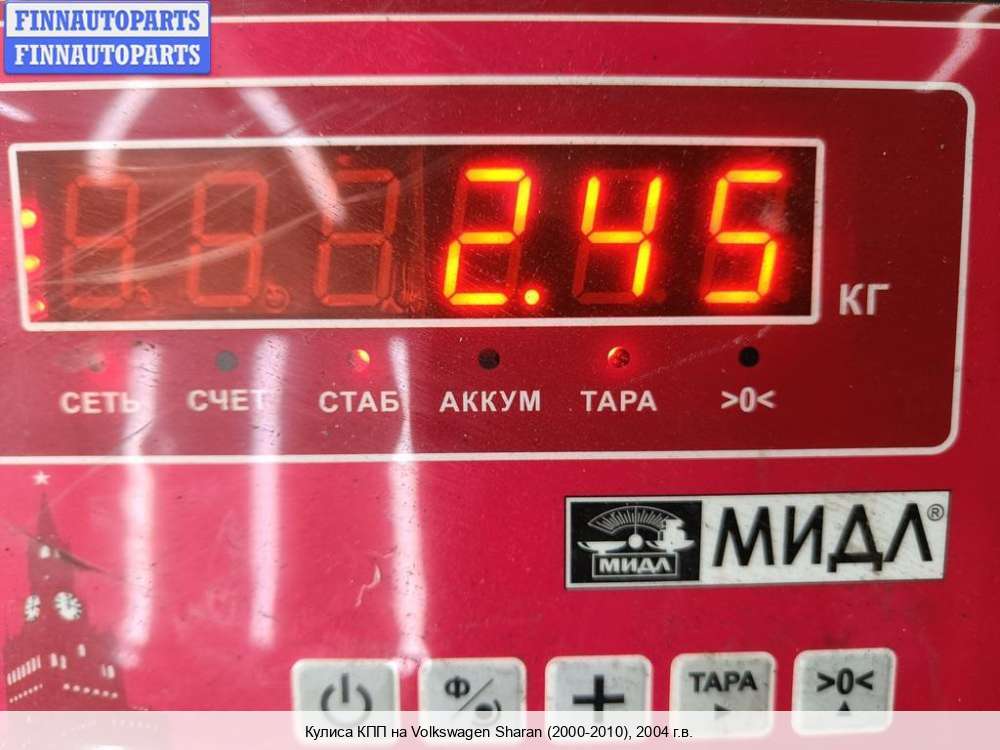 FINNAUTOPARTS
FINNAUTOPARTS
2.45
КГ
СЕТЬ СЧЕТ СТАБ АККУМ ТАРА >0<
МИДЛ МИДЛ®
Ф + ТАРА >0<
Кулиса КПП на Volkswagen Sharan (2000-2010), 2004 г.в.